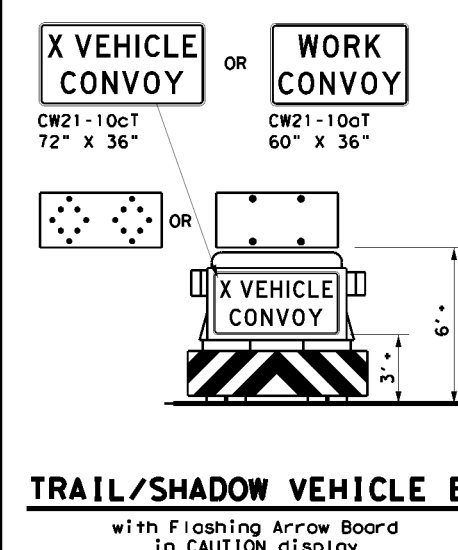 X VEHICLE
CONVOY
OR
WORK
CONVOY
CW21-10cT
72" X 36"
CW21-10aT
60" X 36"
OR
X VEHICLE
CONVOY
6' +
3' +
TRAIL/SHADOW VEHICLE B
with Flashing Arrow Board
in CAUTION display